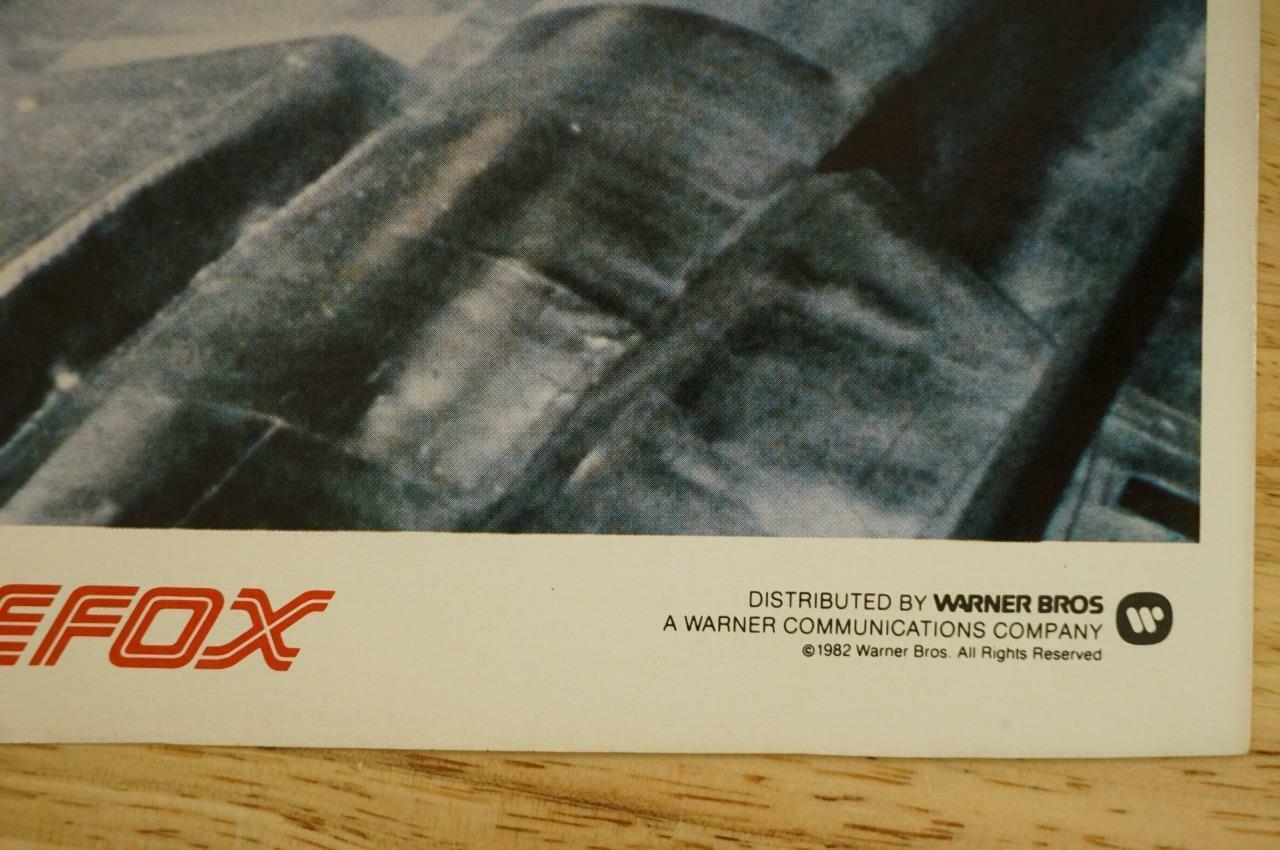 EFOX
DISTRIBUTED BY WARNER BROS
A WARNER COMMUNICATIONS COMPANY
©1982 Warner Bros. All Rights Reserved